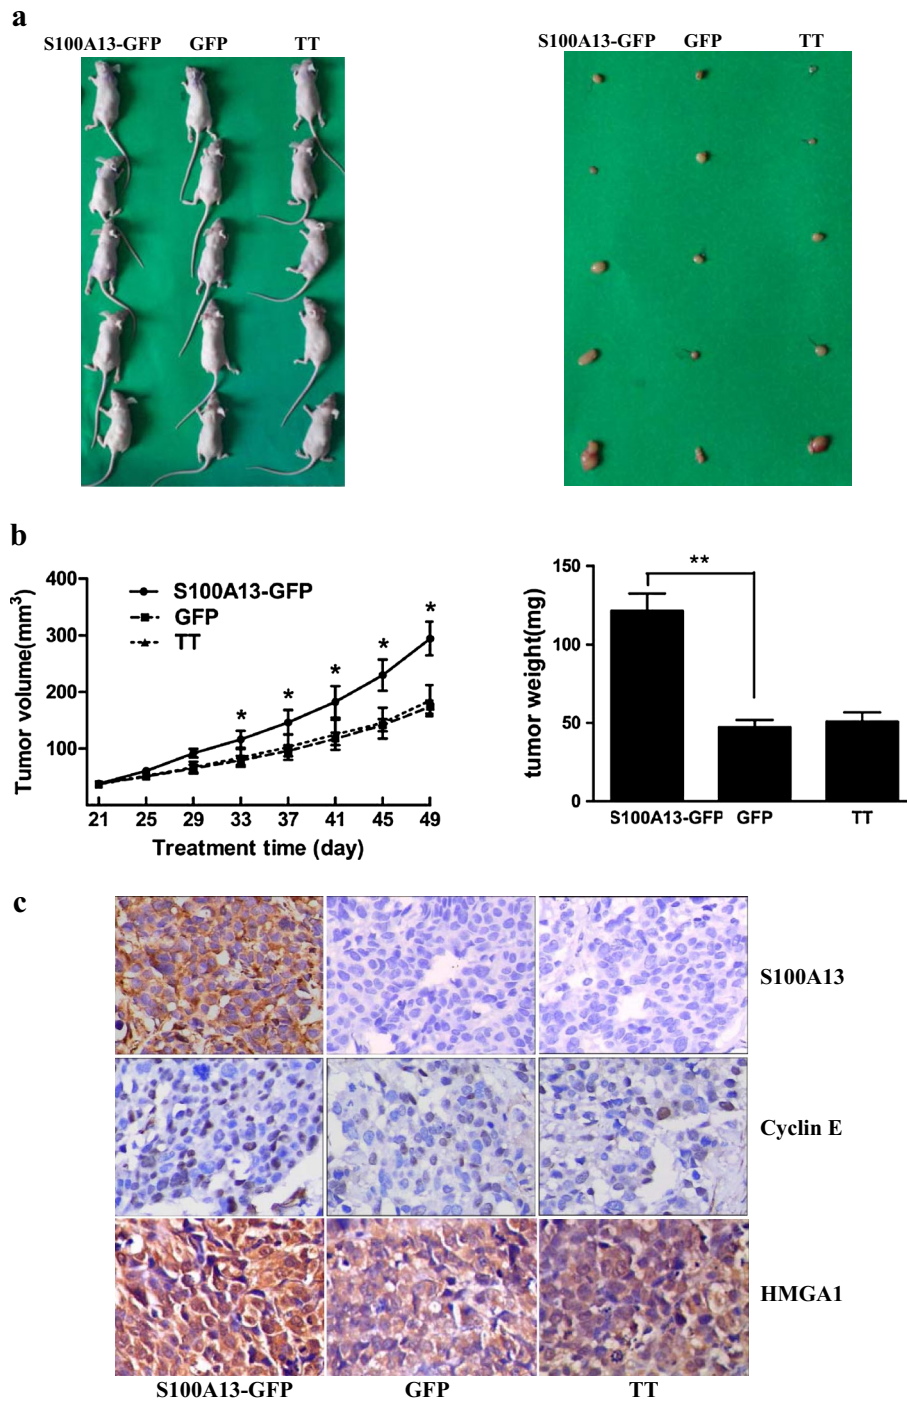 a
S100A13-GFP GFP TT
S100A13-GFP GFP TT
b
Tumor volume(mm³)
400
300
200
100
S100A13-GFP
GFP
TT
* * * * *
21 25 29 33 37 41 45 49
Treatment time (day)
tumor weight(mg)
150
100
50
0
**
S100A13-GFP GFP TT
c
S100A13
Cyclin E
HMGA1
S100A13-GFP GFP TT